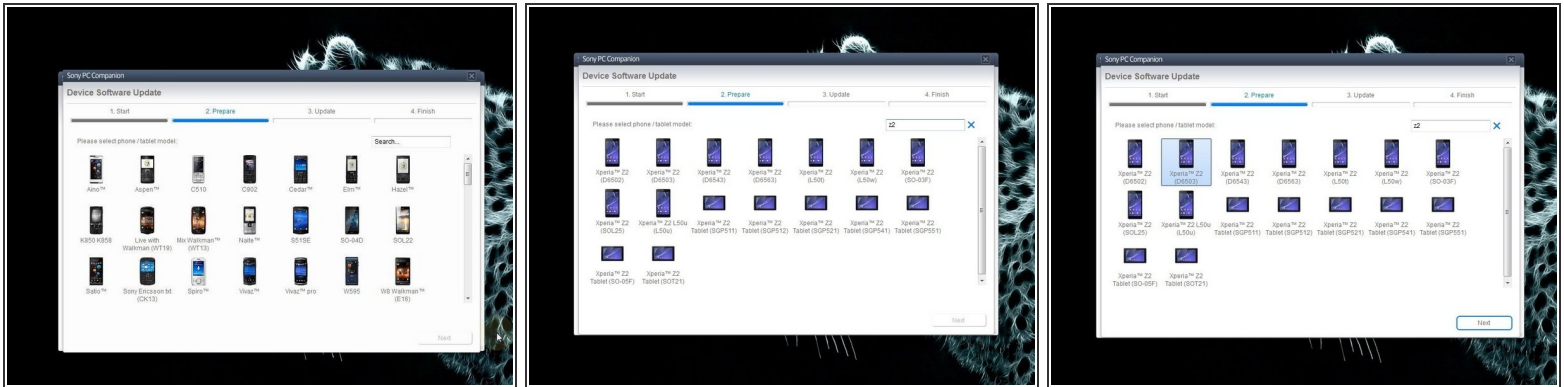 Sony PC Companion
Device Software Update
1. Start 2. Prepare 3. Update 4. Finish
Please select phone / tablet model: Search...
Aino™ Aspen™ C510 C902 Cedar™ Elm™ Hazel™
K850 K858 Live with Walkman (WT19) Mix Walkman™ (WT13) Naite™ S51SE SO-04D SOL22
Satio™ Sony Ericsson txt (CK13) Spiro™ Vivaz™ Vivaz™ pro W595 W8 Walkman™ (E16)
Next
Sony PC Companion
Device Software Update
1. Start 2. Prepare 3. Update 4. Finish
Please select phone / tablet model: z2
Xperia™ Z2 (D6502) Xperia™ Z2 (D6503) Xperia™ Z2 (D6543) Xperia™ Z2 (D6563) Xperia™ Z2 (L50t) Xperia™ Z2 (L50w) Xperia™ Z2 (SO-03F)
Xperia™ Z2 (SOL25) Xperia™ Z2 L50u (L50u) Xperia™ Z2 Tablet (SGP511) Xperia™ Z2 Tablet (SGP512) Xperia™ Z2 Tablet (SGP521) Xperia™ Z2 Tablet (SGP541) Xperia™ Z2 Tablet (SGP551)
Xperia™ Z2 Tablet (SO-05F) Xperia™ Z2 Tablet (SOT21)
Next
Sony PC Companion
Device Software Update
1. Start 2. Prepare 3. Update 4. Finish
Please select phone / tablet model: z2
Xperia™ Z2 (D6502) Xperia™ Z2 (D6503) Xperia™ Z2 (D6543) Xperia™ Z2 (D6563) Xperia™ Z2 (L50t) Xperia™ Z2 (L50w) Xperia™ Z2 (SO-03F)
Xperia™ Z2 (SOL25) Xperia™ Z2 L50u (L50u) Xperia™ Z2 Tablet (SGP511) Xperia™ Z2 Tablet (SGP512) Xperia™ Z2 Tablet (SGP521) Xperia™ Z2 Tablet (SGP541) Xperia™ Z2 Tablet (SGP551)
Xperia™ Z2 Tablet (SO-05F) Xperia™ Z2 Tablet (SOT21)
Next